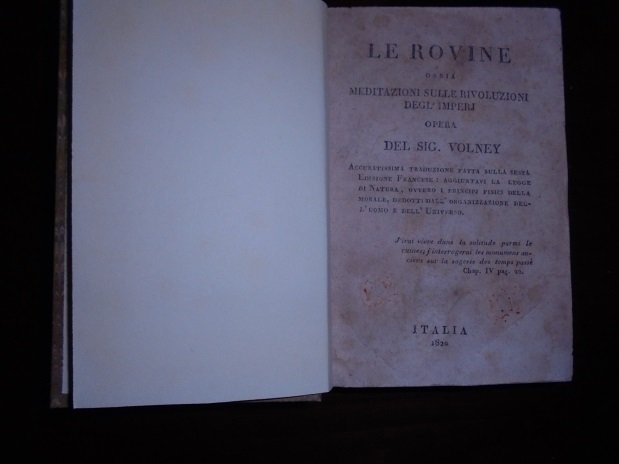 LE ROVINE
OSSIA
MEDITAZIONI SULLE RIVOLUZIONI
DEGL' IMPERJ
OPERA
DEL SIG. VOLNEY
ACCURATISSIMA TRADUZIONE FATTA SULLA SESTA
EDIZIONE FRANCESE; AGGIUNTAVI LA LEGGE
DI NATURA, OVVERO I PRINCIPJ FISICI DELLA
MORALE, DEDOTTI DALL' ORGANIZZAZIONE DEL-
L' UOMO E DELL' UNIVERSO.
J'irai vivre dans la solitude parmi le
ruines, j'interrogerai les monumens an-
ciens sur la sagesse des temps passé
Chap. IV pag. 22.
ITALIA
1820